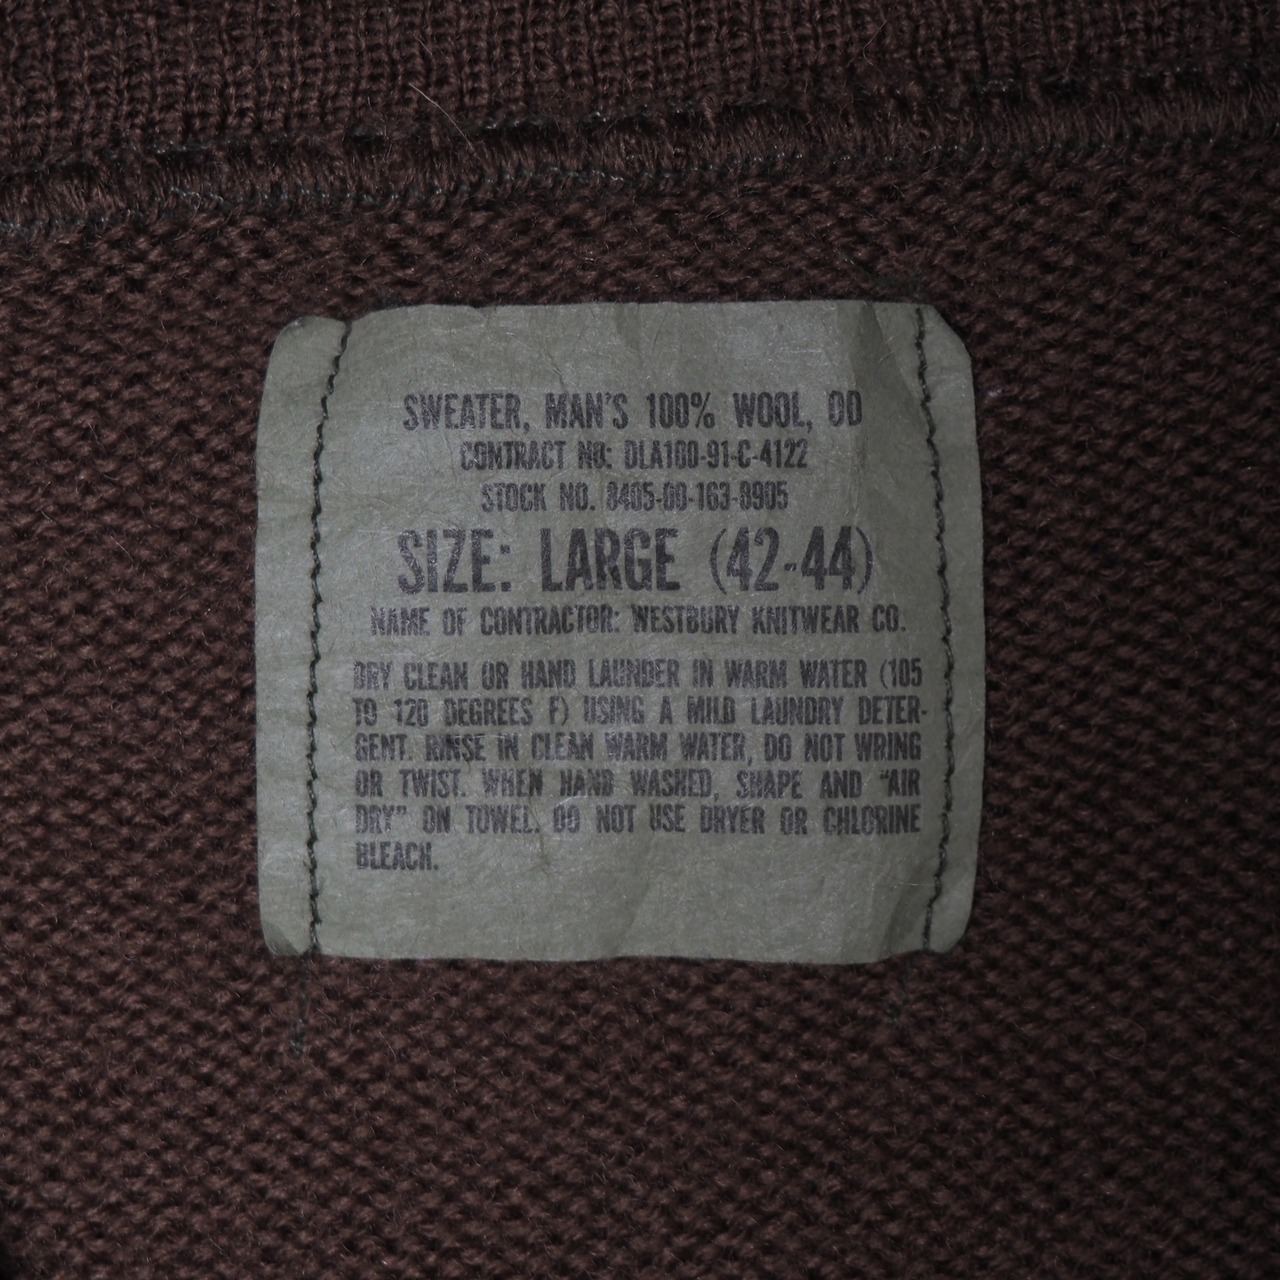 SWEATER, MAN'S 100% WOOL, OD
CONTRACT NO: DLA100-91-C-4122
STOCK NO. 8405-00-163-8905
SIZE: LARGE (42-44)
NAME OF CONTRACTOR: WESTBURY KNITWEAR CO.
DRY CLEAN OR HAND LAUNDER IN WARM WATER (105
TO 120 DEGREES F) USING A MILD LAUNDRY DETER-
GENT. RINSE IN CLEAN WARM WATER, DO NOT WRING
OR TWIST. WHEN HAND WASHED, SHAPE AND "AIR
DRY" ON TOWEL. DO NOT USE DRYER OR CHLORINE
BLEACH.